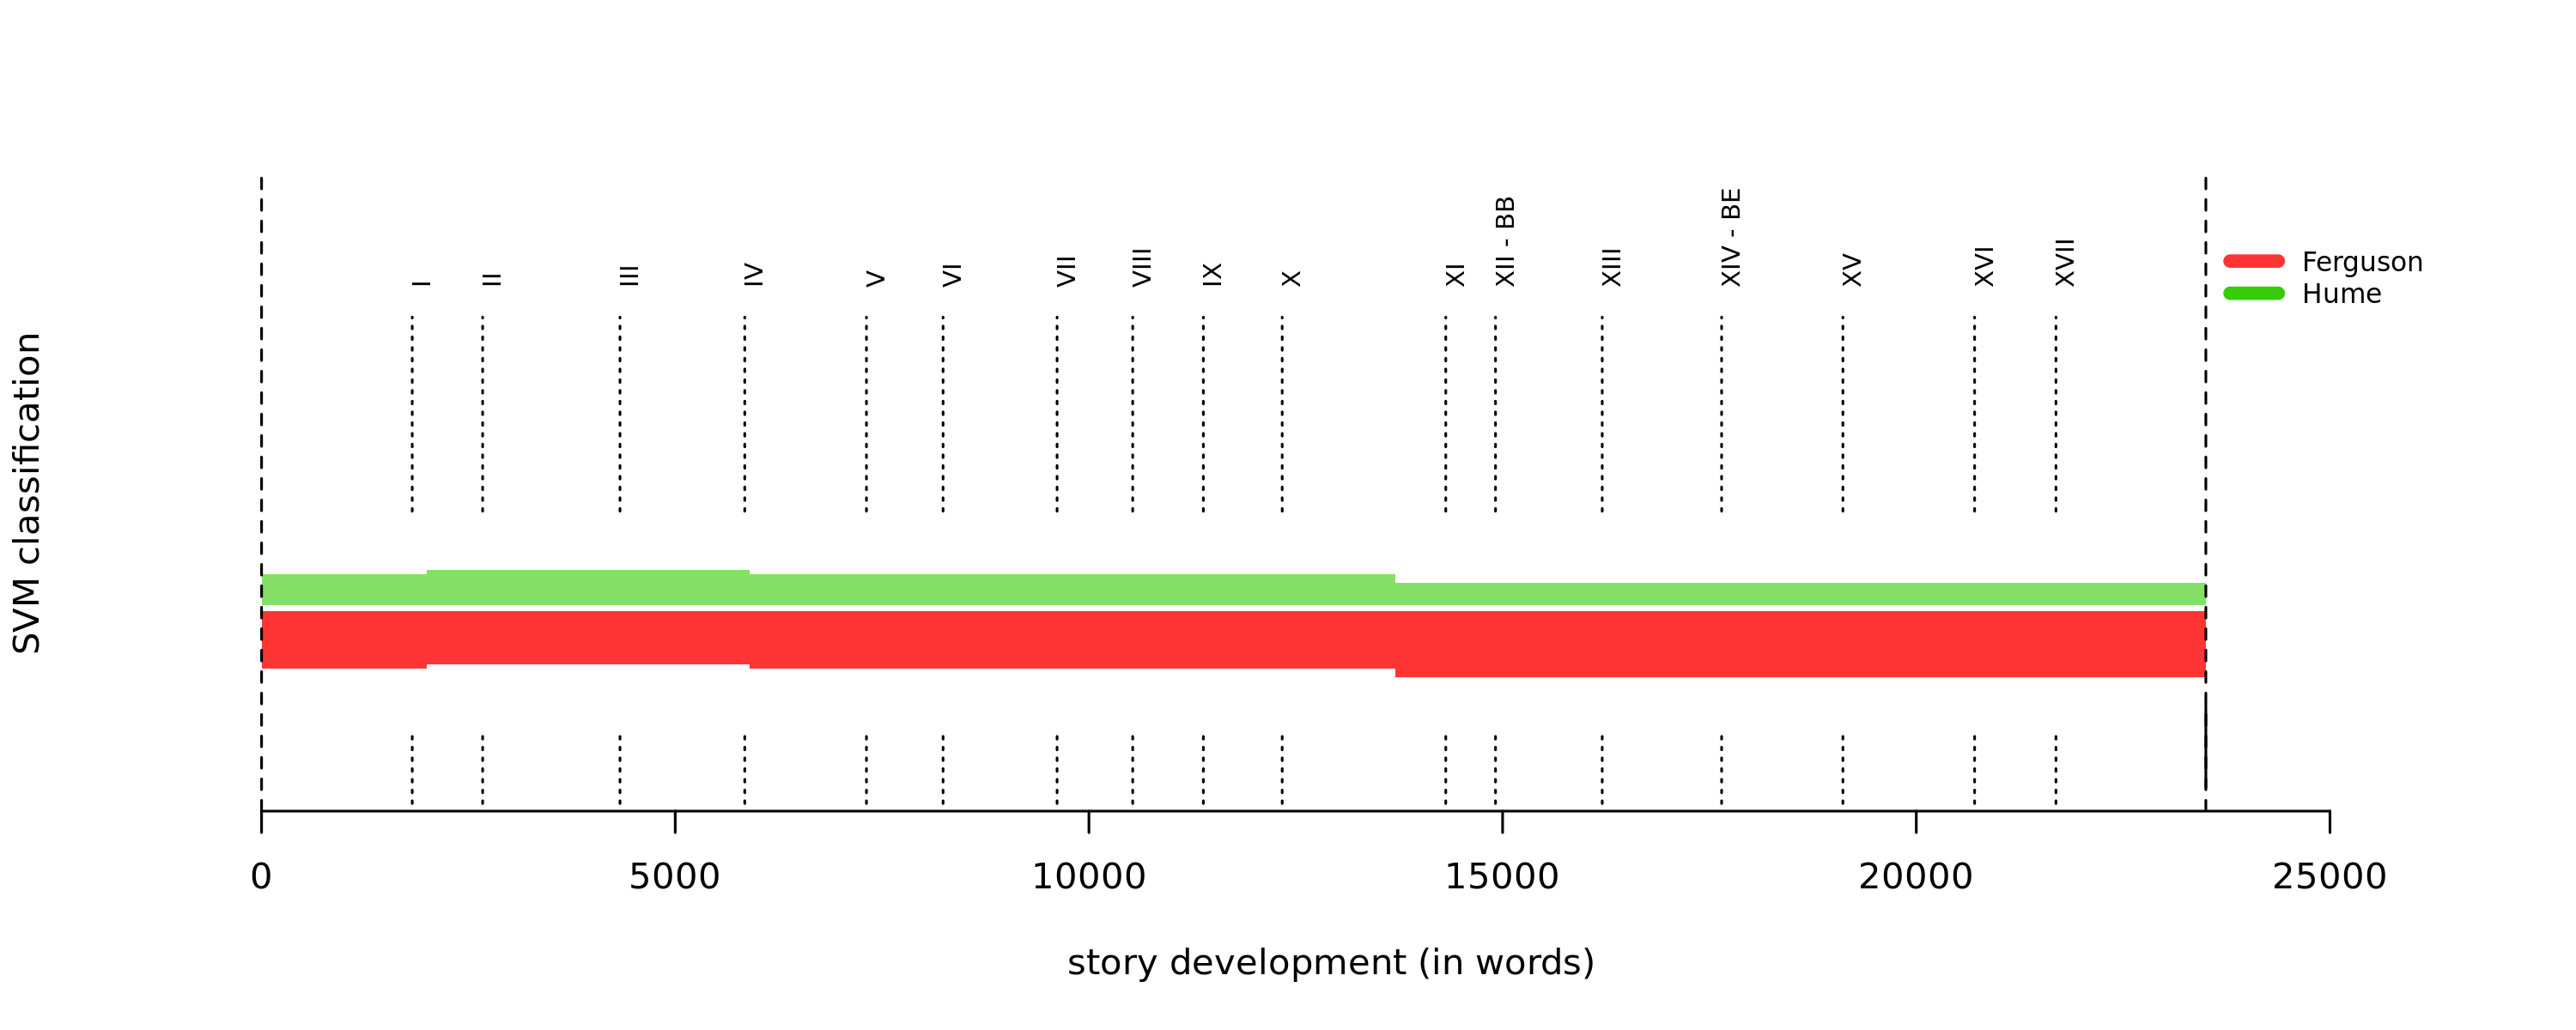 I
II
III
IV
V
VI
VII
VIII
IX
X
XI
XII - BB
XIII
XIV - BE
XV
XVI
XVII
Ferguson
Hume
SVM classification
0
5000
10000
15000
20000
25000
story development (in words)